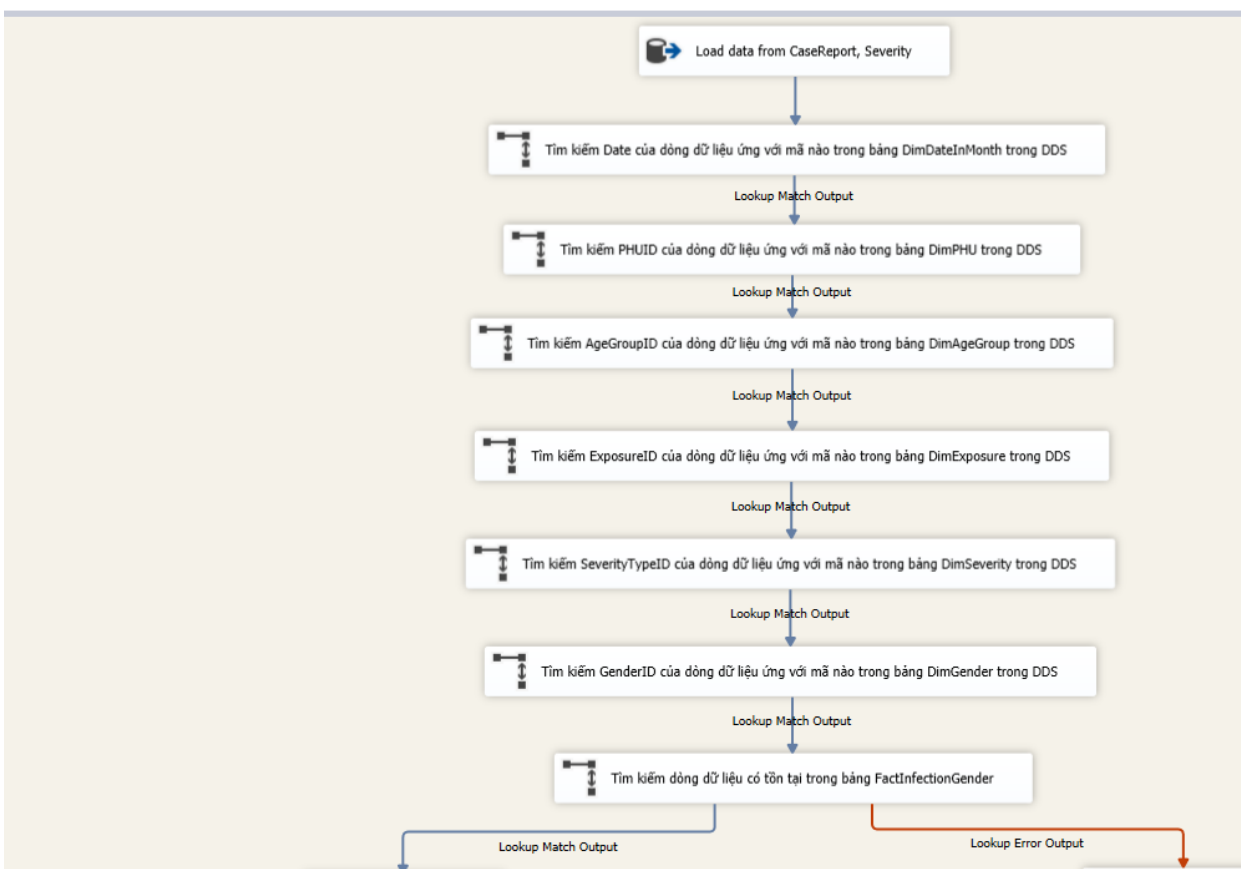 Load data from CaseReport, Severity
Tìm kiếm Date của dòng dữ liệu ứng với mã nào trong bảng DimDateInMonth trong DDS
Lookup Match Output
Tìm kiếm PHUID của dòng dữ liệu ứng với mã nào trong bảng DimPHU trong DDS
Lookup Match Output
Tìm kiếm AgeGroupID của dòng dữ liệu ứng với mã nào trong bảng DimAgeGroup trong DDS
Lookup Match Output
Tìm kiếm ExposureID của dòng dữ liệu ứng với mã nào trong bảng DimExposure trong DDS
Lookup Match Output
Tìm kiếm SeverityTypeID của dòng dữ liệu ứng với mã nào trong bảng DimSeverity trong DDS
Lookup Match Output
Tìm kiếm GenderID của dòng dữ liệu ứng với mã nào trong bảng DimGender trong DDS
Lookup Match Output
Tìm kiếm dòng dữ liệu có tồn tại trong bảng FactInfectionGender
Lookup Match Output
Lookup Error Output